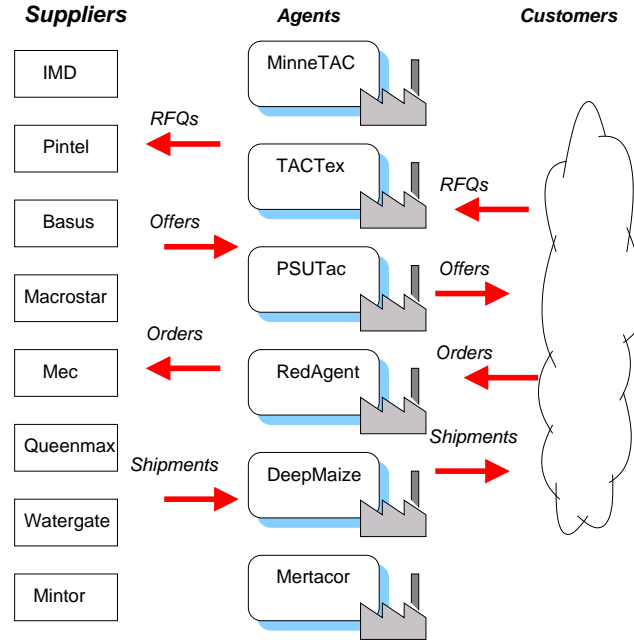 Suppliers
Agents
Customers
IMD
Pintel
Basus
Macrostar
Mec
Queenmax
Watergate
Mintor
RFQs
Offers
Orders
Shipments
MinneTAC
TACTex
PSUTac
RedAgent
DeepMaize
Mertacor
RFQs
Offers
Orders
Shipments